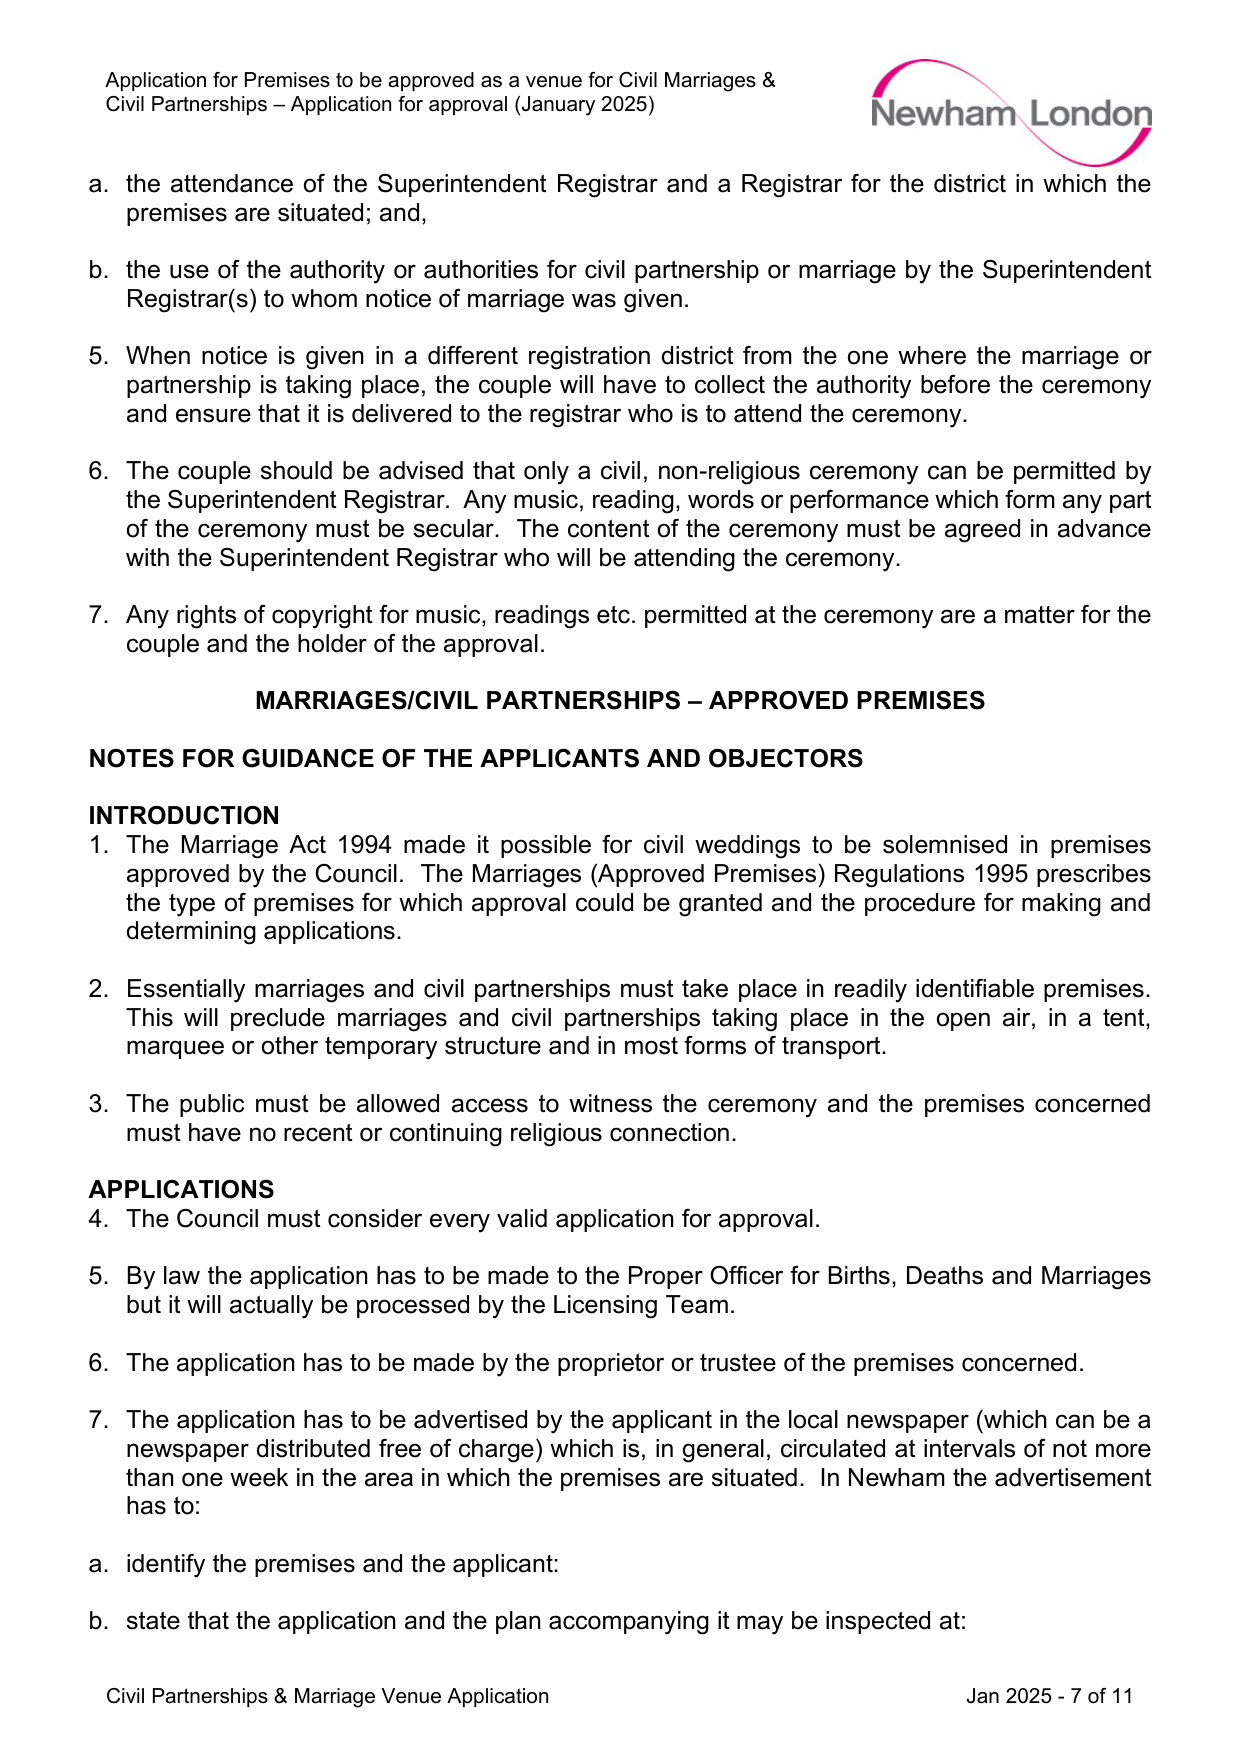 Application for Premises to be approved as a venue for Civil Marriages &
Civil Partnerships – Application for approval (January 2025)
Newham London
a. the attendance of the Superintendent Registrar and a Registrar for the district in which the
premises are situated; and,
b. the use of the authority or authorities for civil partnership or marriage by the Superintendent
Registrar(s) to whom notice of marriage was given.
5. When notice is given in a different registration district from the one where the marriage or
partnership is taking place, the couple will have to collect the authority before the ceremony
and ensure that it is delivered to the registrar who is to attend the ceremony.
6. The couple should be advised that only a civil, non-religious ceremony can be permitted by
the Superintendent Registrar.  Any music, reading, words or performance which form any part
of the ceremony must be secular.  The content of the ceremony must be agreed in advance
with the Superintendent Registrar who will be attending the ceremony.
7. Any rights of copyright for music, readings etc. permitted at the ceremony are a matter for the
couple and the holder of the approval.
MARRIAGES/CIVIL PARTNERSHIPS – APPROVED PREMISES
NOTES FOR GUIDANCE OF THE APPLICANTS AND OBJECTORS
INTRODUCTION
1. The Marriage Act 1994 made it possible for civil weddings to be solemnised in premises
approved by the Council.  The Marriages (Approved Premises) Regulations 1995 prescribes
the type of premises for which approval could be granted and the procedure for making and
determining applications.
2. Essentially marriages and civil partnerships must take place in readily identifiable premises.
This will preclude marriages and civil partnerships taking place in the open air, in a tent,
marquee or other temporary structure and in most forms of transport.
3. The public must be allowed access to witness the ceremony and the premises concerned
must have no recent or continuing religious connection.
APPLICATIONS
4. The Council must consider every valid application for approval.
5. By law the application has to be made to the Proper Officer for Births, Deaths and Marriages
but it will actually be processed by the Licensing Team.
6. The application has to be made by the proprietor or trustee of the premises concerned.
7. The application has to be advertised by the applicant in the local newspaper (which can be a
newspaper distributed free of charge) which is, in general, circulated at intervals of not more
than one week in the area in which the premises are situated.  In Newham the advertisement
has to:
a. identify the premises and the applicant:
b. state that the application and the plan accompanying it may be inspected at:
Civil Partnerships & Marriage Venue Application
Jan 2025 - 7 of 11